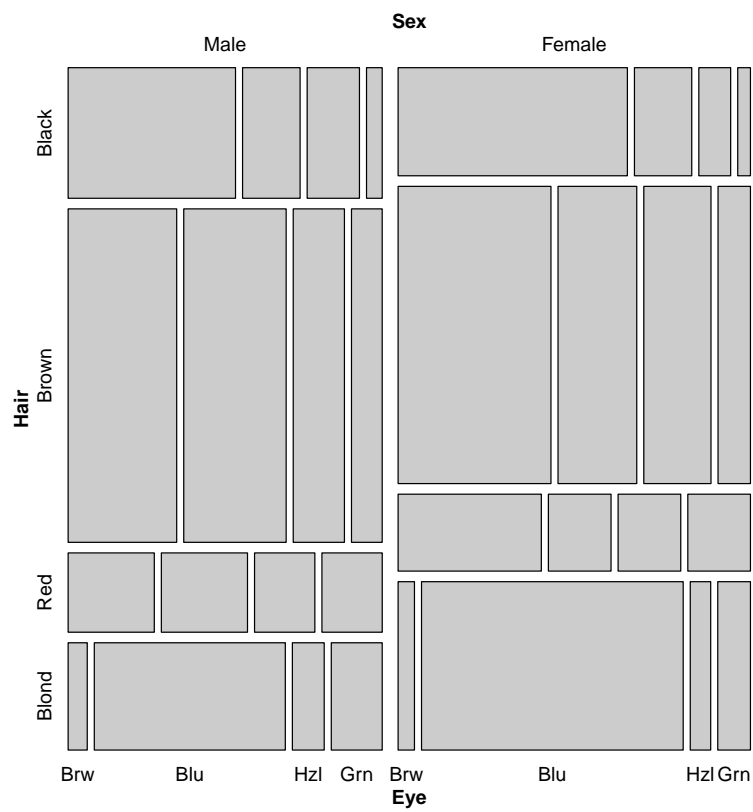 Sex
Male Female
Black
Brown
Hair
Red
Blond
Brw Blu Hzl Grn Brw Blu Hzl Grn
Eye